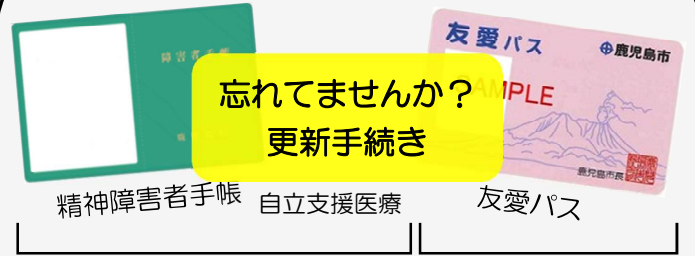 障害者手帳
友愛パス
鹿児島市
SAMPLE
忘れてませんか？
更新手続き
鹿児島市長
精神障害者手帳
自立支援医療
友愛パス